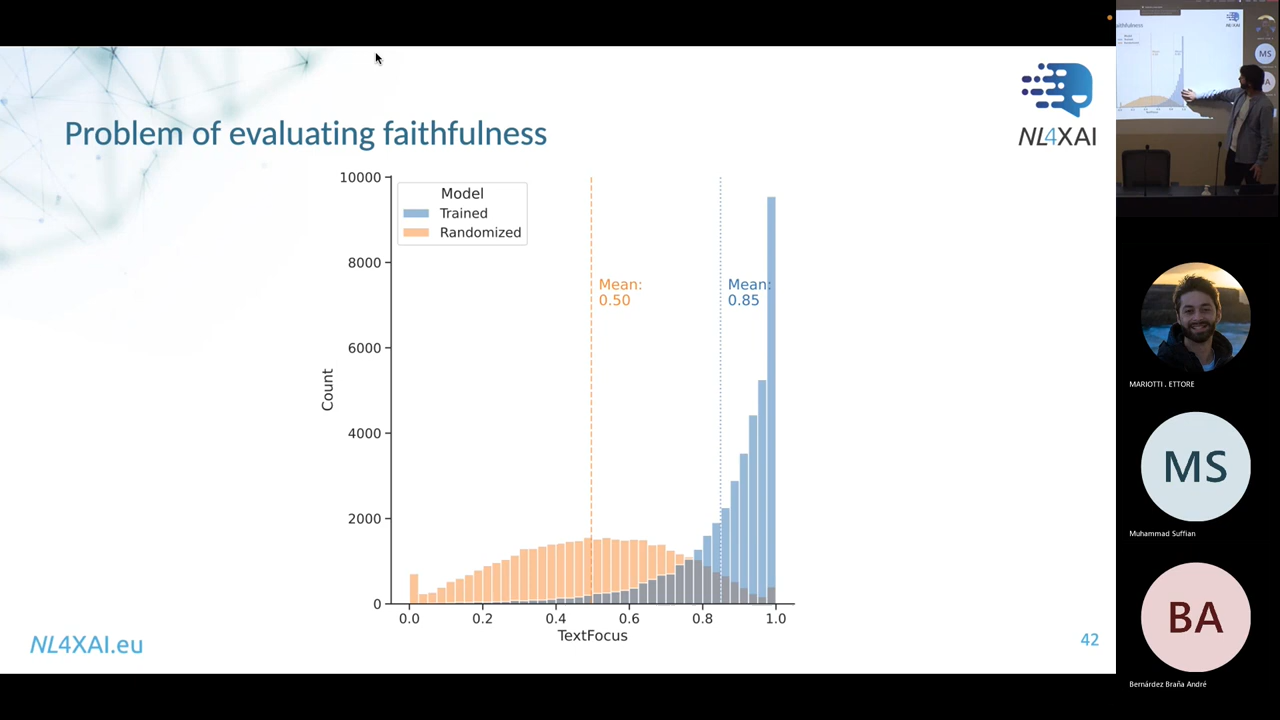 Problem of evaluating faithfulness
NL4XAI
10000
8000
6000
4000
2000
0
Count
Model
Trained
Randomized
Mean:
0.50
Mean:
0.85
0.0
0.2
0.4
0.6
0.8
1.0
TextFocus
NL4XAI.eu
42
NL4XAI
MS
MARIOTTI . ETTORE
MS
Muhammad Suffian
BA
Bernárdez Braña André